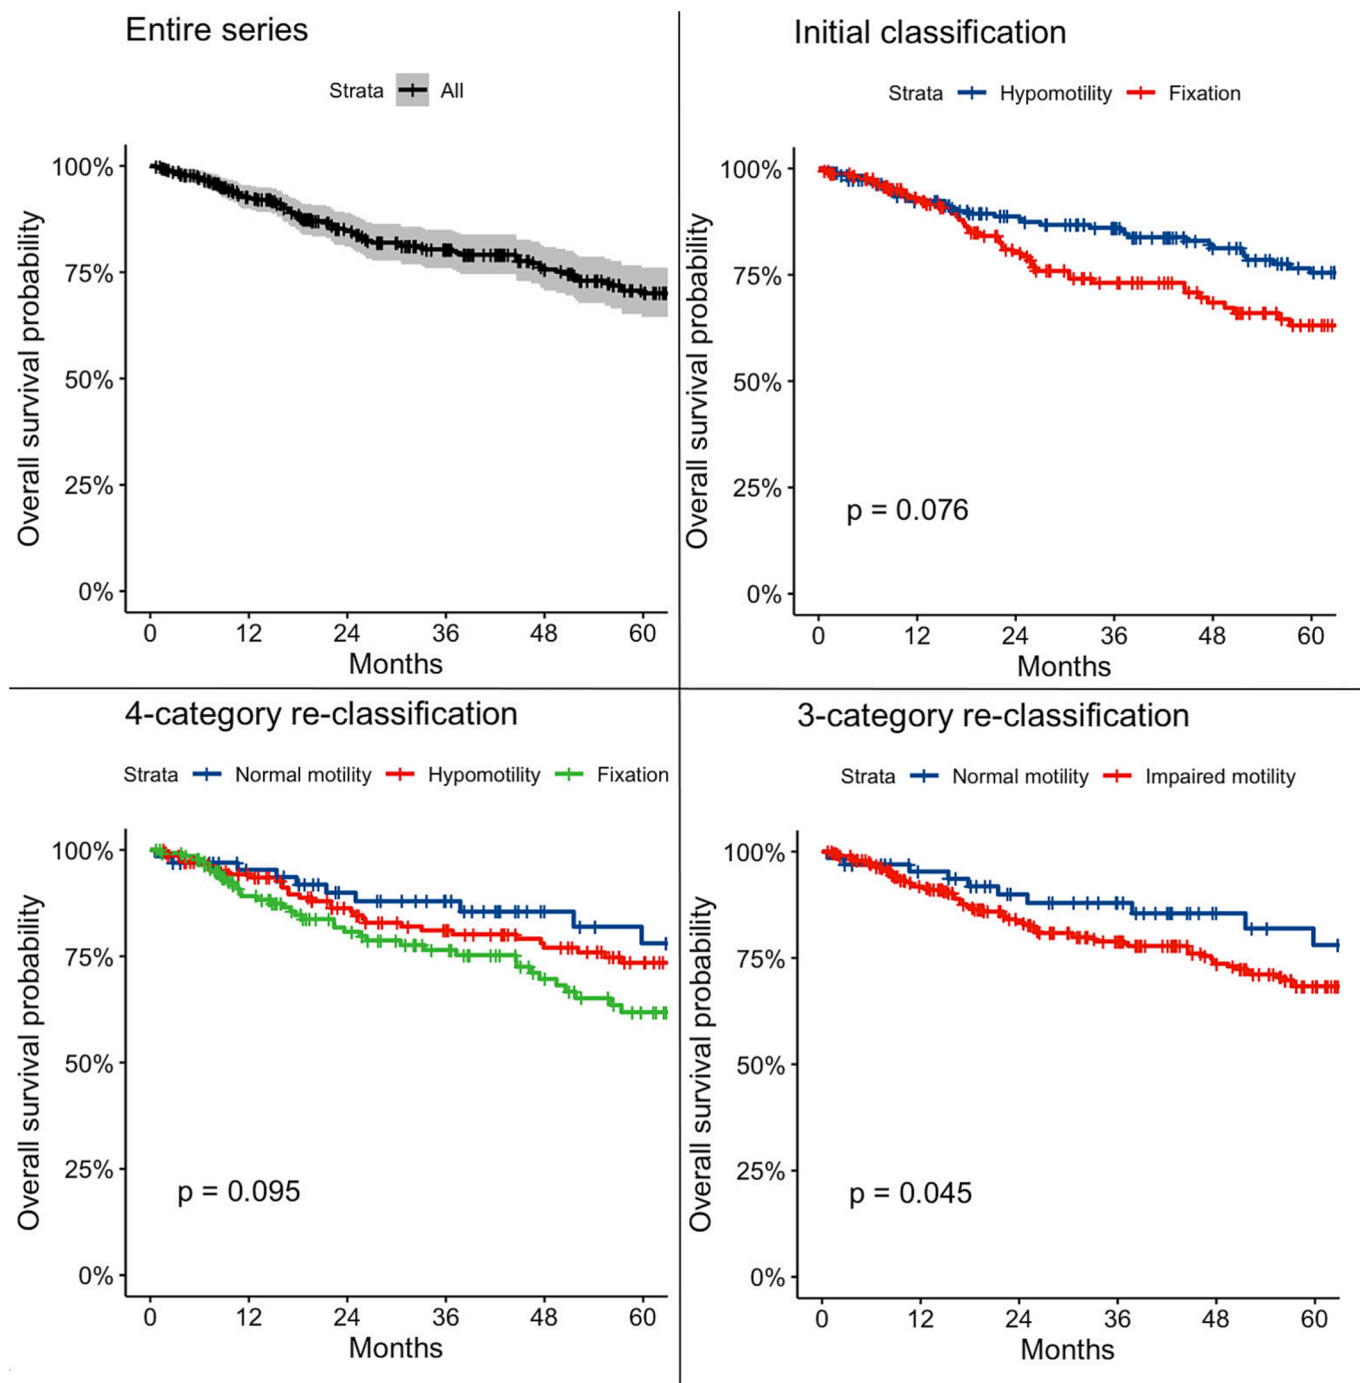 Entire series
Strata All
Overall survival probability
100%
75%
50%
25%
0%
0 12 24 36 48 60
Months
Initial classification
Strata Hypomotility Fixation
Overall survival probability
100%
75%
50%
25%
0%
p = 0.076
0 12 24 36 48 60
Months
4-category re-classification
Strata Normal motility Hypomotility Fixation
Overall survival probability
100%
75%
50%
25%
0%
p = 0.095
0 12 24 36 48 60
Months
3-category re-classification
Strata Normal motility Impaired motility
Overall survival probability
100%
75%
50%
25%
0%
p = 0.045
0 12 24 36 48 60
Months